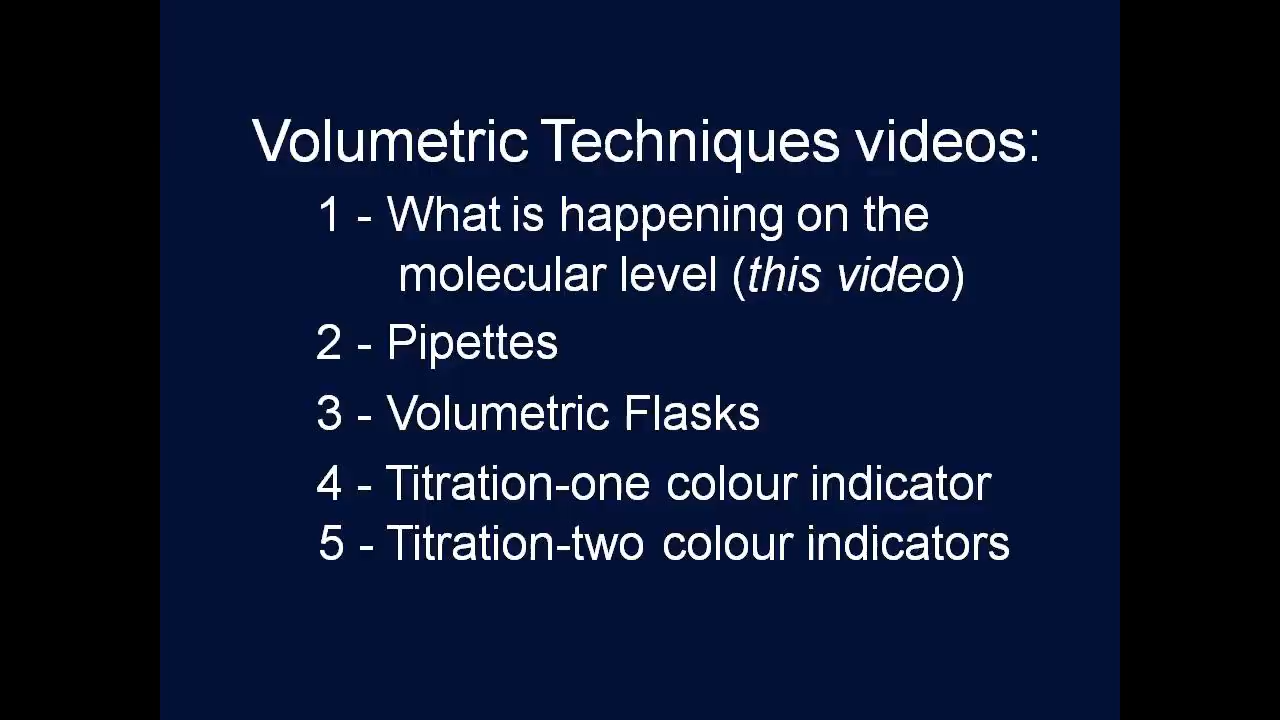 Volumetric Techniques videos:
1 - What is happening on the
molecular level (this video)
2 - Pipettes
3 - Volumetric Flasks
4 - Titration-one colour indicator
5 - Titration-two colour indicators